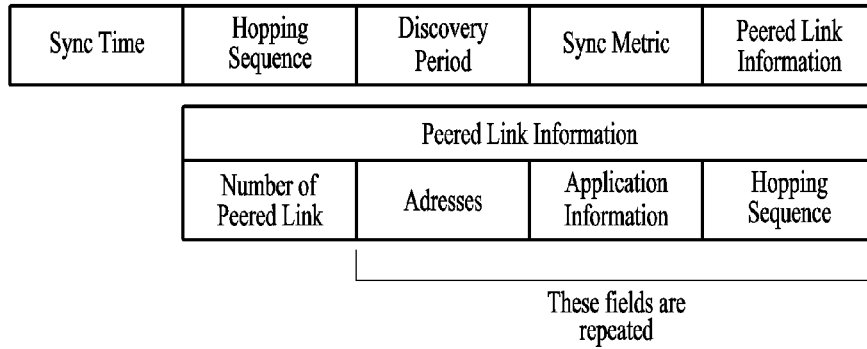 Sync Time
Hopping
Sequence
Discovery
Period
Sync Metric
Peered Link
Information
Peered Link Information
Number of
Peered Link
Adresses
Application
Information
Hopping
Sequence
These fields are
repeated